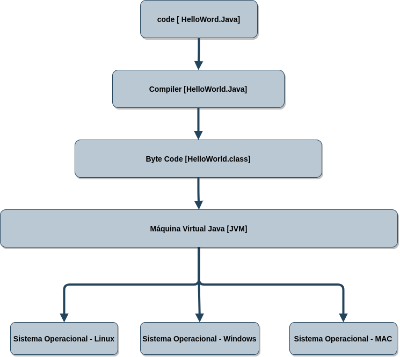 code [ HelloWord.Java]
Compiler [HelloWorld.Java]
Byte Code [HelloWorld.class]
Máquina Virtual Java [JVM]
Sistema Operacional - Linux
Sistema Operacional - Windows
Sistema Operacional - MAC